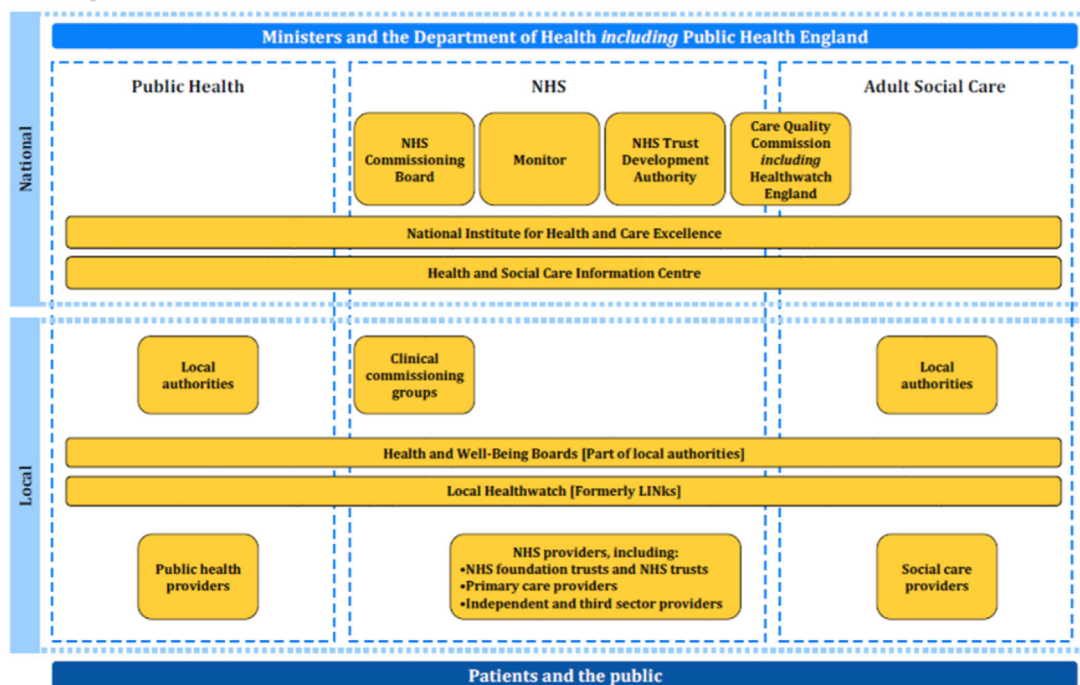 Ministers and the Department of Health including Public Health England
Public Health
NHS
Adult Social Care
National
NHS
Commissioning
Board
Monitor
NHS Trust
Development
Authority
Care Quality
Commission
including
Healthwatch
England
National Institute for Health and Care Excellence
Health and Social Care Information Centre
Local
Local
authorities
Clinical
commissioning
groups
Local
authorities
Health and Well-Being Boards [Part of local authorities]
Local Healthwatch [Formerly LINks]
Public health
providers
NHS providers, including:
•NHS foundation trusts and NHS trusts
•Primary care providers
•Independent and third sector providers
Social care
providers
Patients and the public